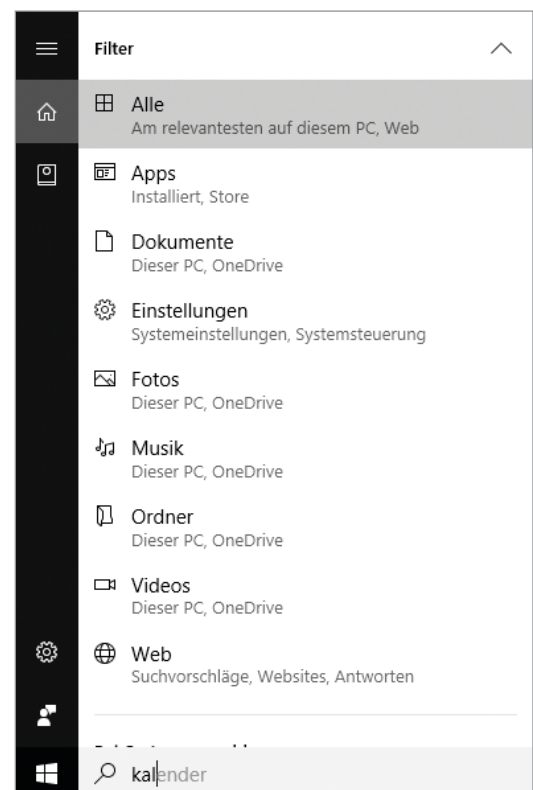 Filter
Alle
Am relevantesten auf diesem PC, Web
Apps
Installiert, Store
Dokumente
Dieser PC, OneDrive
Einstellungen
Systemeinstellungen, Systemsteuerung
Fotos
Dieser PC, OneDrive
Musik
Dieser PC, OneDrive
Ordner
Dieser PC, OneDrive
Videos
Dieser PC, OneDrive
Web
Suchvorschläge, Websites, Antworten
kalender